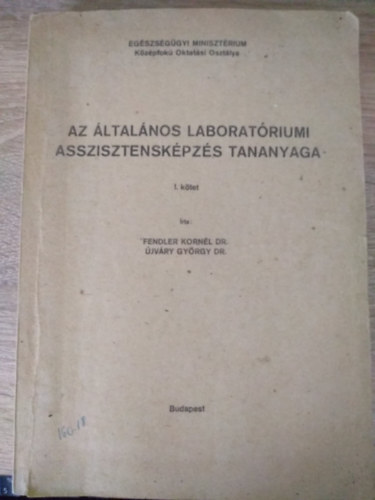 EGÉSZSÉGÜGYI MINISZTÉRIUM
Középfokú Oktatási Osztálya
AZ ÁLTALÁNOS LABORATÓRIUMI
ASSZISZTENSKÉPZÉS TANANYAGA
I. kötet
Írta:
FENDLER KORNÉL DR.
ÚJVÁRY GYÖRGY DR.
Budapest